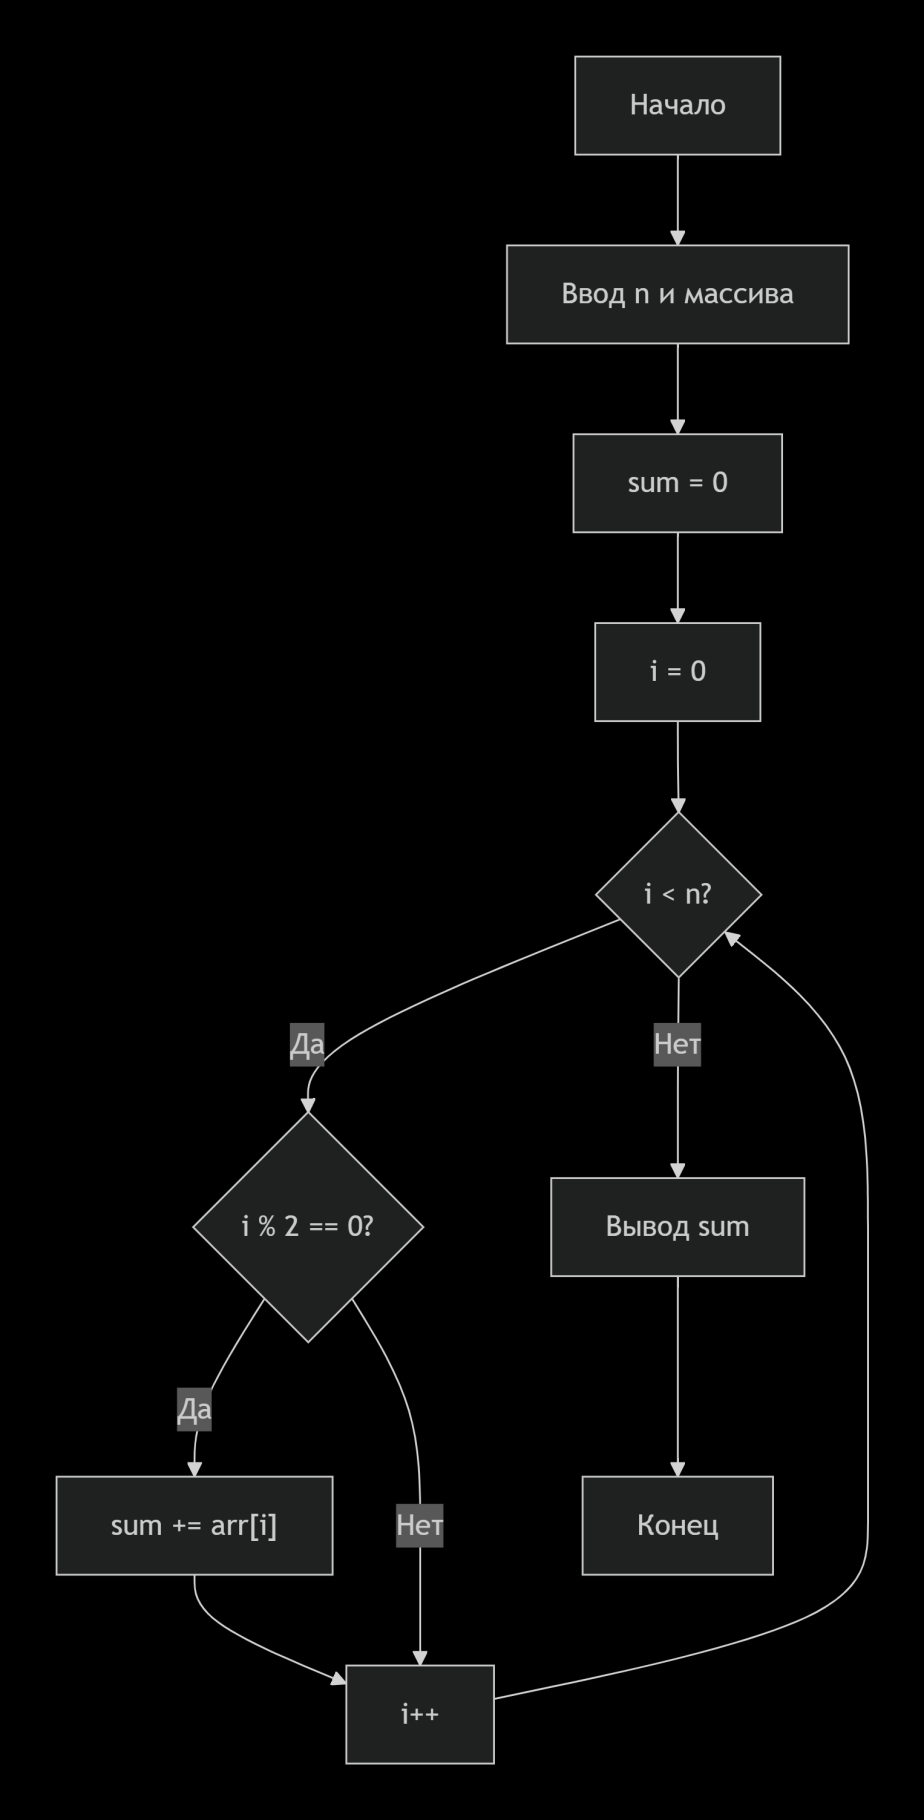 Начало
Ввод n и массива
sum = 0
i = 0
i < n?
Да
Нет
i % 2 == 0?
Вывод sum
Да
sum += arr[i]
Нет
Конец
i++